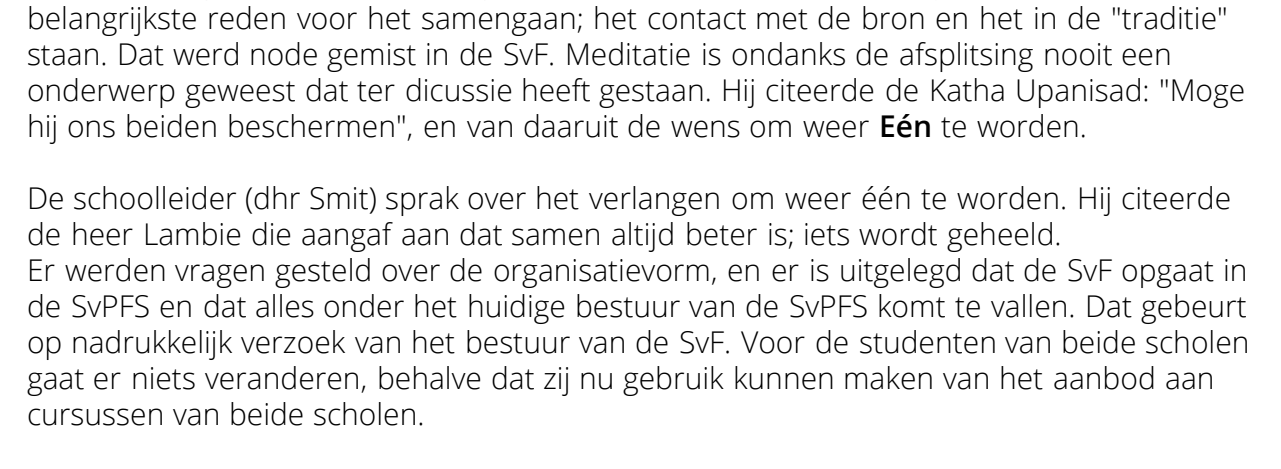 belangrijkste reden voor het samengaan; het contact met de bron en het in de "traditie"
staan. Dat werd node gemist in de SvF. Meditatie is ondanks de afsplitsing nooit een
onderwerp geweest dat ter dicussie heeft gestaan. Hij citeerde de Katha Upanisad: "Moge
hij ons beiden beschermen", en van daaruit de wens om weer Eén te worden.
De schoolleider (dhr Smit) sprak over het verlangen om weer één te worden. Hij citeerde
de heer Lambie die aangaf aan dat samen altijd beter is; iets wordt geheeld.
Er werden vragen gesteld over de organisatievorm, en er is uitgelegd dat de SvF opgaat in
de SvPFS en dat alles onder het huidige bestuur van de SvPFS komt te vallen. Dat gebeurt
op nadrukkelijk verzoek van het bestuur van de SvF. Voor de studenten van beide scholen
gaat er niets veranderen, behalve dat zij nu gebruik kunnen maken van het aanbod aan
cursussen van beide scholen.